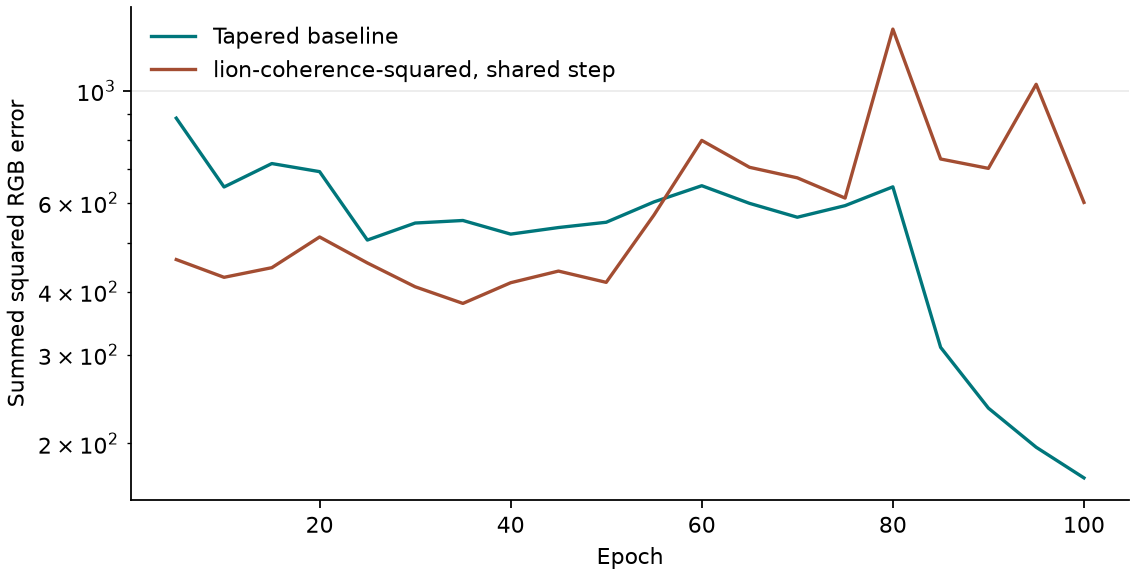 Tapered baseline
lion-coherence-squared, shared step
Summed squared RGB error
10³
6 × 10²
4 × 10²
3 × 10²
2 × 10²
20 40 60 80 100
Epoch